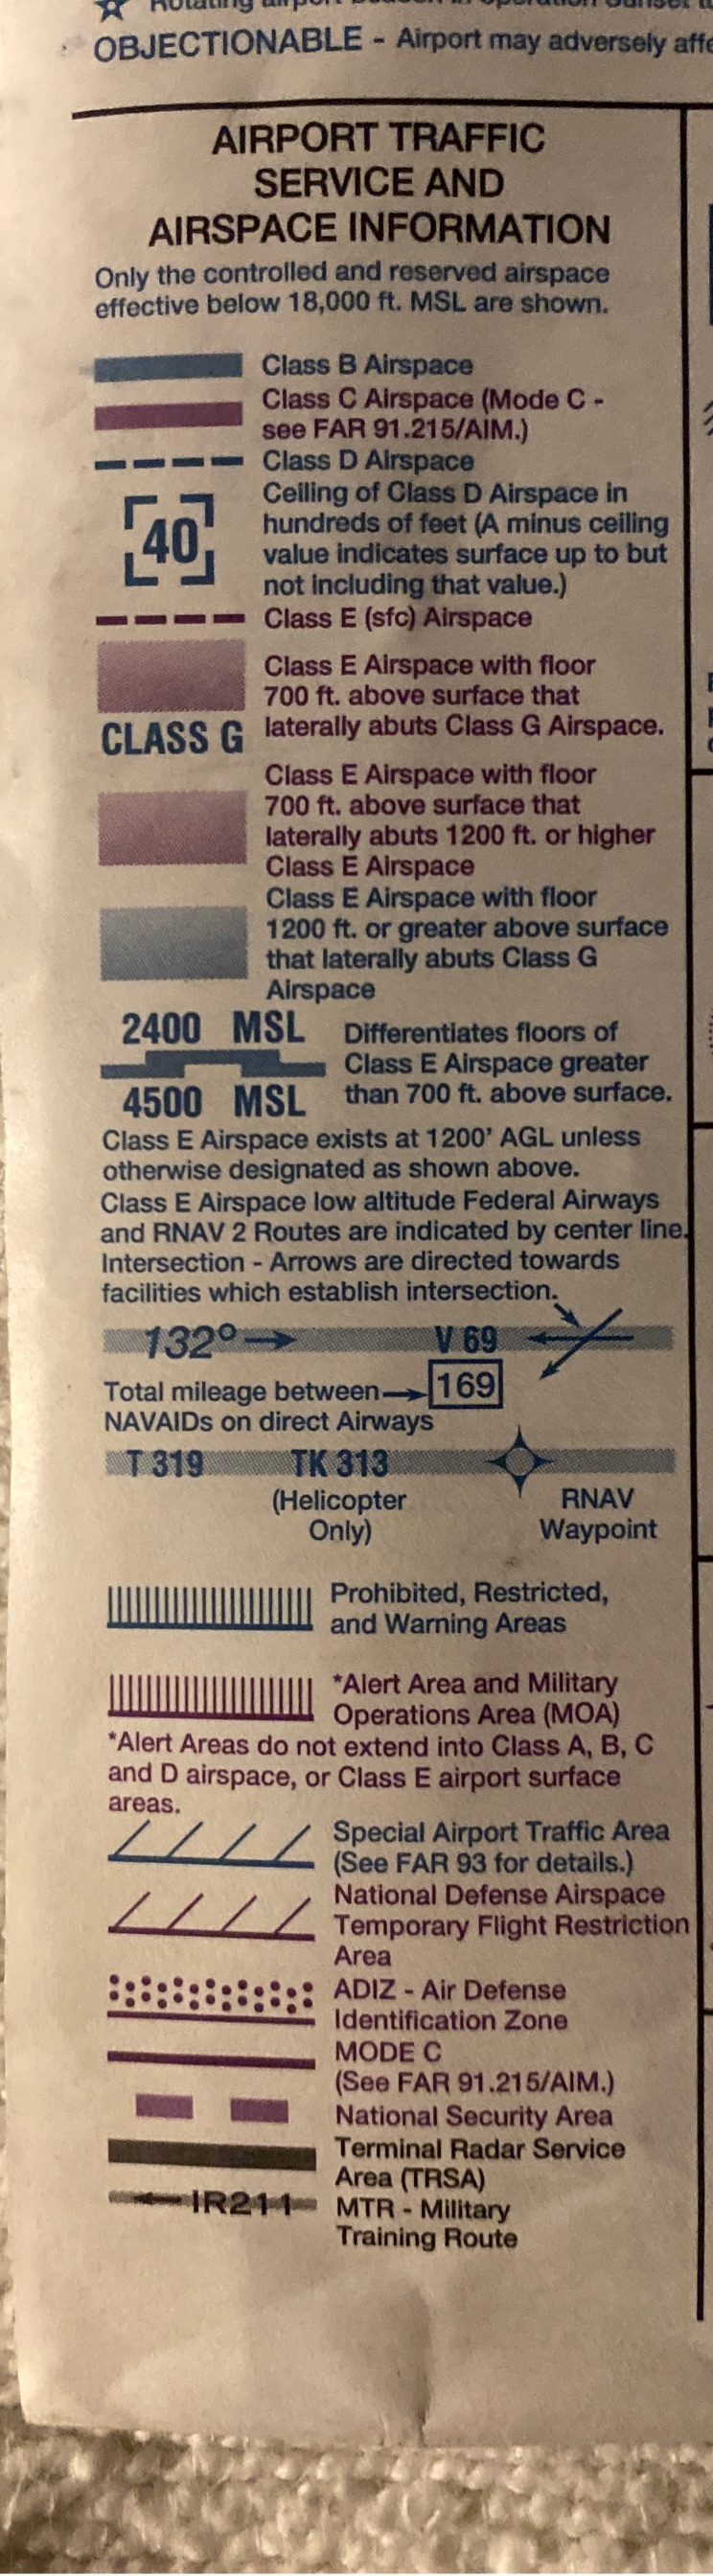 Rotating airport beacon in operation Sunset
OBJECTIONABLE - Airport may adversely
AIRPORT TRAFFIC
SERVICE AND
AIRSPACE INFORMATION
Only the controlled and reserved airspace
effective below 18,000 ft. MSL are shown.
Class B Airspace
Class C Airspace (Mode C -
see FAR 91.215/AIM.)
Class D Airspace
40
Ceiling of Class D Airspace in
hundreds of feet (A minus ceiling
value indicates surface up to but
not including that value.)
Class E (sfc) Airspace
Class E Airspace with floor
700 ft. above surface that
CLASS G laterally abuts Class G Airspace.
Class E Airspace with floor
700 ft. above surface that
laterally abuts 1200 ft. or higher
Class E Airspace
Class E Airspace with floor
1200 ft. or greater above surface
that laterally abuts Class G
Airspace
2400 MSL
4500 MSL
Differentiates floors of
Class E Airspace greater
than 700 ft. above surface.
Class E Airspace exists at 1200' AGL unless
otherwise designated as shown above.
Class E Airspace low altitude Federal Airways
and RNAV 2 Routes are indicated by center line.
Intersection - Arrows are directed towards
facilities which establish intersection.
132° V 69
Total mileage between 169
NAVAIDs on direct Airways
T 319 TK 313
(Helicopter
Only)
RNAV
Waypoint
Prohibited, Restricted,
and Warning Areas
*Alert Area and Military
Operations Area (MOA)
*Alert Areas do not extend into Class A, B, C
and D airspace, or Class E airport surface
areas.
Special Airport Traffic Area
(See FAR 93 for details.)
National Defense Airspace
Temporary Flight Restriction
Area
ADIZ - Air Defense
Identification Zone
MODE C
(See FAR 91.215/AIM.)
National Security Area
Terminal Radar Service
Area (TRSA)
IR211 MTR - Military
Training Route